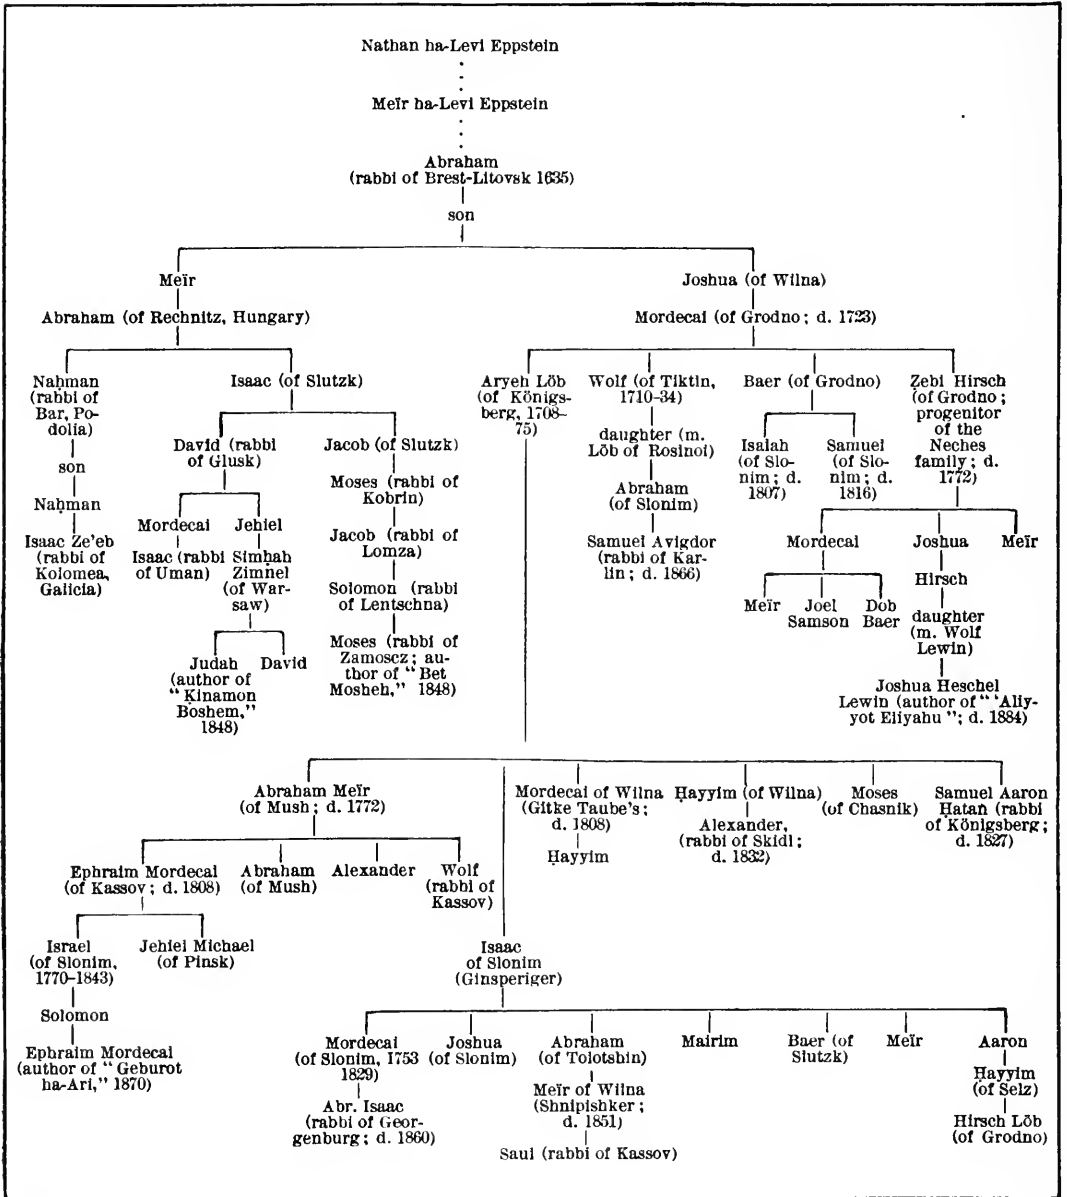 Nathan ha-Levi Eppstein
Meïr ha-Levi Eppstein
Abraham
(rabbi of Brest-Litovsk 1635)
son
Meïr
Joshua (of Wilna)
Abraham (of Rechnitz, Hungary)
Mordecai (of Grodno; d. 1723)
Naḥman
(rabbi of
Bar, Po-
dolia)
son
Naḥman
Isaac Ze'eb
(rabbi of
Kolomea,
Galicia)
Isaac (of Slutzk)
David (rabbi
of Glusk)
Mordecai
Isaac (rabbi
of Uman)
Jehiel
Simḥah
Zimnel
(of War-
saw)
Judah
(author of
"Ḳinamon
Boshem,"
1848)
David
Jacob (of Slutzk)
Moses (rabbi of
Kobrin)
Jacob (rabbi of
Lomza)
Solomon (rabbi
of Lentschna)
Moses (rabbi of
Zamoscz; au-
thor of "Bet
Mosheh," 1848)
Aryeh Löb
(of Königs-
berg, 1708–
75)
Wolf (of Tiktin,
1710–34)
daughter (m.
Löb of Rosinoi)
Abraham
(of Slonim)
Samuel Avigdor
(rabbi of Kar-
lin; d. 1866)
Baer (of Grodno)
Isaiah
(of Slo-
nim; d.
1807)
Samuel
(of Slo-
nim; d.
1816)
Ẓebi Hirsch
(of Grodno;
progenitor
of the
Neches
family; d.
1772)
Mordecai
Meïr
Joel
Samson
Dob
Baer
Joshua
Hirsch
daughter
(m. Wolf
Lewin)
Joshua Heschel
Lewin (author of "'Aliy-
yot Eliyahu"; d. 1884)
Meïr
Abraham Meïr
(of Mush; d. 1772)
Mordecai of Wilna
(Gitke Taube's;
d. 1808)
Ḥayyim
Ḥayyim (of Wilna)
Alexander,
(rabbi of Skidl;
d. 1832)
Moses
(of Chasnik)
Samuel Aaron
Ḥatan (rabbi
of Königsberg;
d. 1827)
Ephraim Mordecai
(of Kassov; d. 1808)
Abraham
(of Mush)
Alexander
Wolf
(rabbi of
Kassov)
Israel
(of Slonim,
1770–1843)
Jehiel Michael
(of Pinsk)
Solomon
Ephraim Mordecai
(author of "Geburot
ha-Ari," 1870)
Isaac
of Slonim
(Ginsperiger)
Mordecai
(of Slonim, 1753
1829)
Abr. Isaac
(rabbi of Geor-
genburg; d. 1860)
Joshua
(of Slonim)
Abraham
(of Tolotshin)
Meïr of Wilna
(Shnipishker;
d. 1851)
Saul (rabbi of Kassov)
Mairim
Baer (of
Slutzk)
Meïr
Aaron
Ḥayyim
(of Selz)
Hirsch Löb
(of Grodno)